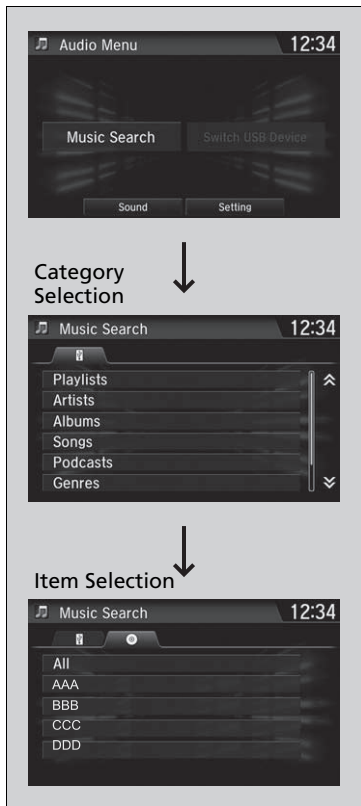 Audio Menu 12:34
Music Search Switch USB Device
Sound Setting
Category
Selection
Music Search 12:34
Playlists
Artists
Albums
Songs
Podcasts
Genres
Item Selection
Music Search 12:34
All
AAA
BBB
CCC
DDD